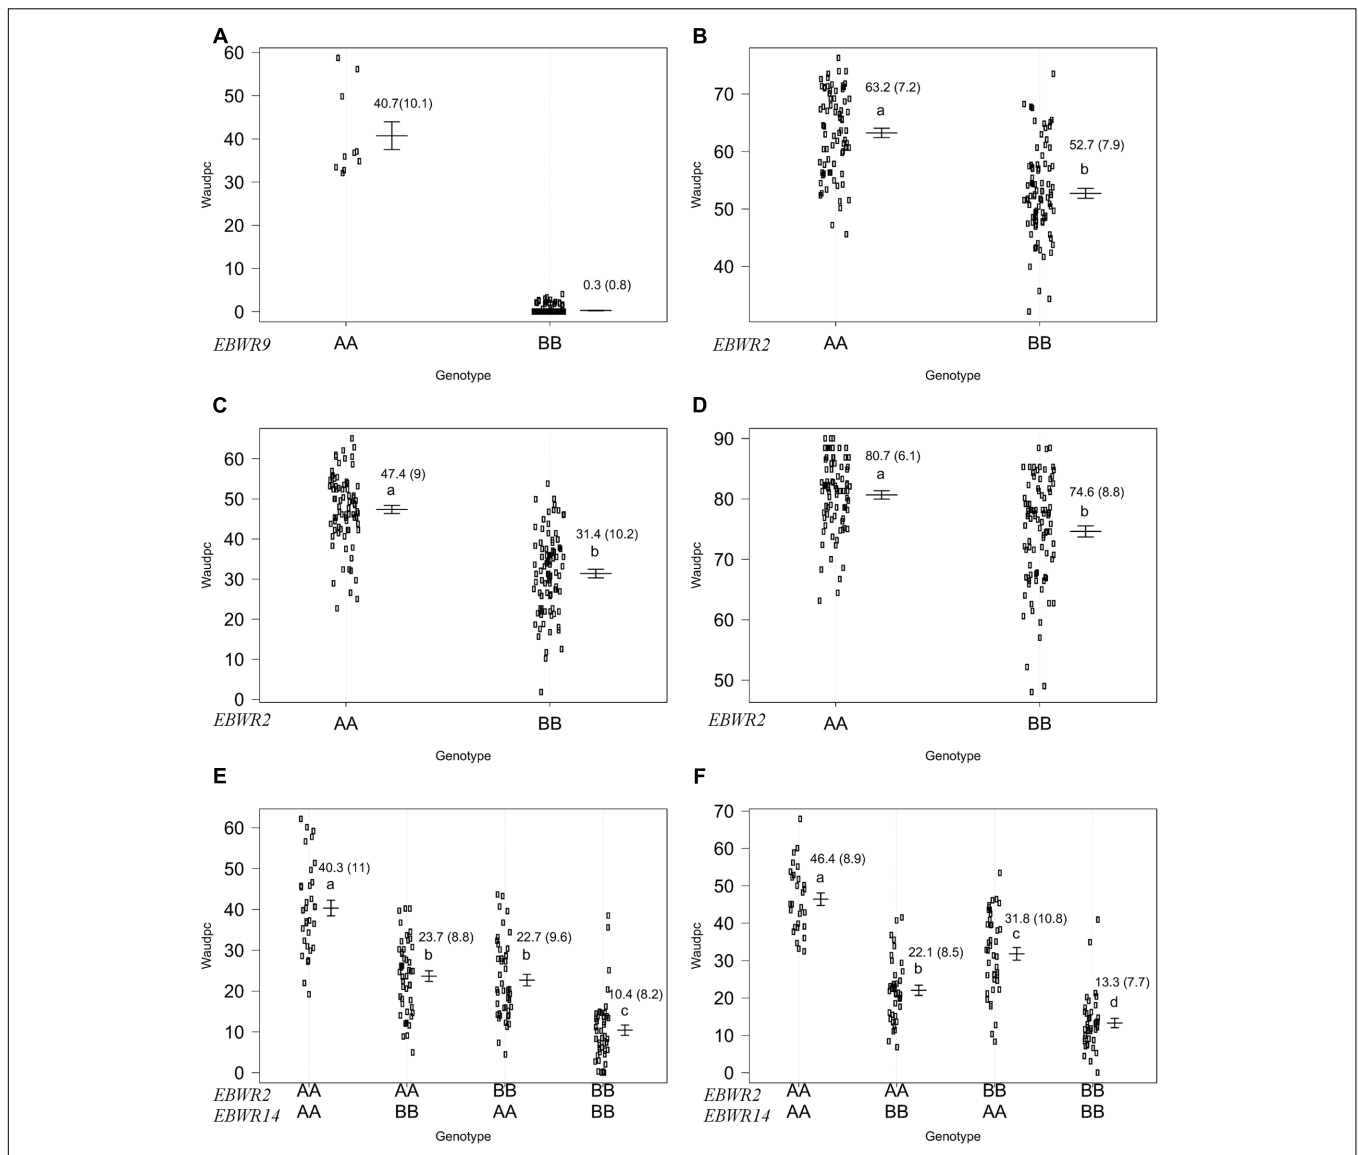 A
60
50
40
30
20
10
0
Waudpc
40.7(10.1)
0.3 (0.8)
EBWR9
AA
BB
Genotype
B
70
60
50
40
Waudpc
63.2 (7.2)
a
52.7 (7.9)
b
EBWR2
AA
BB
Genotype
C
60
50
40
30
20
10
0
Waudpc
47.4 (9)
a
31.4 (10.2)
b
EBWR2
AA
BB
Genotype
D
90
80
70
60
50
Waudpc
80.7 (6.1)
a
74.6 (8.8)
b
EBWR2
AA
BB
Genotype
E
60
50
40
30
20
10
0
Waudpc
40.3 (11)
a
23.7 (8.8)
b
22.7 (9.6)
b
10.4 (8.2)
c
EBWR2 AA AA BB BB
EBWR14 AA BB AA BB
Genotype
F
70
60
50
40
30
20
10
0
Waudpc
46.4 (8.9)
a
22.1 (8.5)
b
31.8 (10.8)
c
13.3 (7.7)
d
EBWR2 AA AA BB BB
EBWR14 AA BB AA BB
Genotype